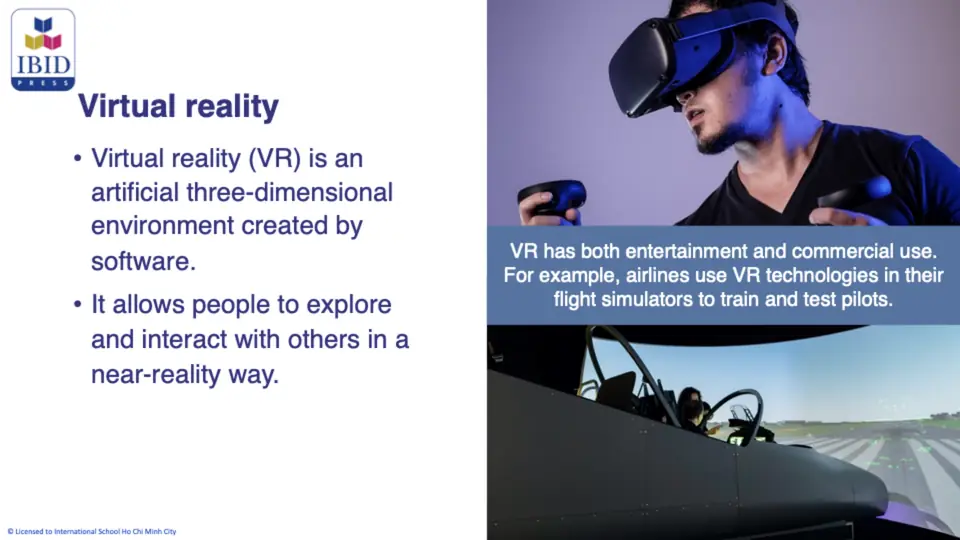 IBID
PRESS
Virtual reality
• Virtual reality (VR) is an
artificial three-dimensional
environment created by
software.
• It allows people to explore
and interact with others in a
near-reality way.
VR has both entertainment and commercial use.
For example, airlines use VR technologies in their
flight simulators to train and test pilots.
© Licensed to International School Ho Chi Minh City